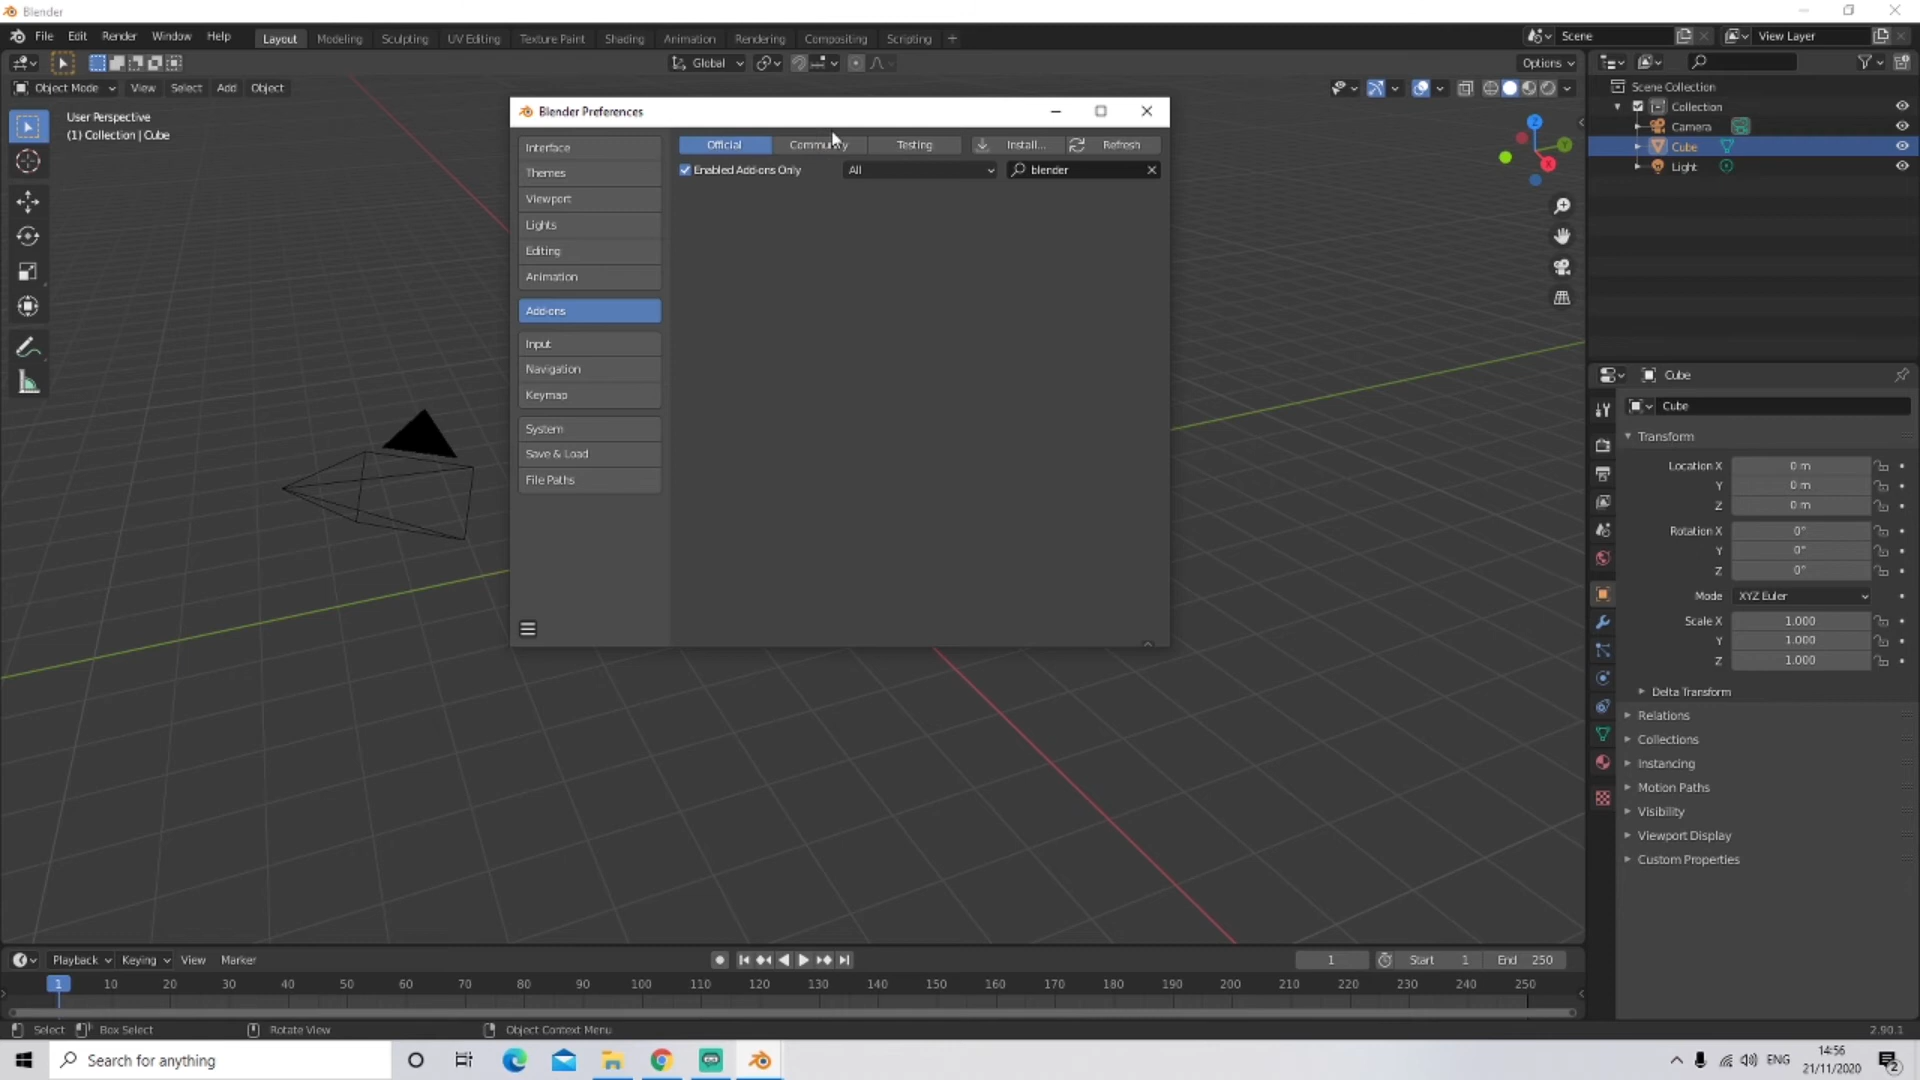 Blender
File Edit Render Window Help Layout Modeling Sculpting UV Editing Texture Paint Shading Animation Rendering Compositing Scripting + Scene View Layer
Global Options
Object Mode View Select Add Object
User Perspective
(1) Collection | Cube
Blender Preferences
Interface
Themes
Viewport
Lights
Editing
Animation
Add-ons
Input
Navigation
Keymap
System
Save & Load
File Paths
Official Community Testing Install... Refresh
Enabled Add-ons Only All blender
Z
Y
X
Scene Collection
Collection
Camera
Cube
Light
Cube
Cube
Transform
Location X 0 m
Y 0 m
Z 0 m
Rotation X 0°
Y 0°
Z 0°
Mode XYZ Euler
Scale X 1.000
Y 1.000
Z 1.000
Delta Transform
Relations
Collections
Instancing
Motion Paths
Visibility
Viewport Display
Custom Properties
Playback Keying View Marker 1 Start 1 End 250
1 10 20 30 40 50 60 70 80 90 100 110 120 130 140 150 160 170 180 190 200 210 220 230 240 250
Select Box Select Rotate View Object Context Menu 2.90.1
Search for anything ENG 14:56
21/11/2020 2